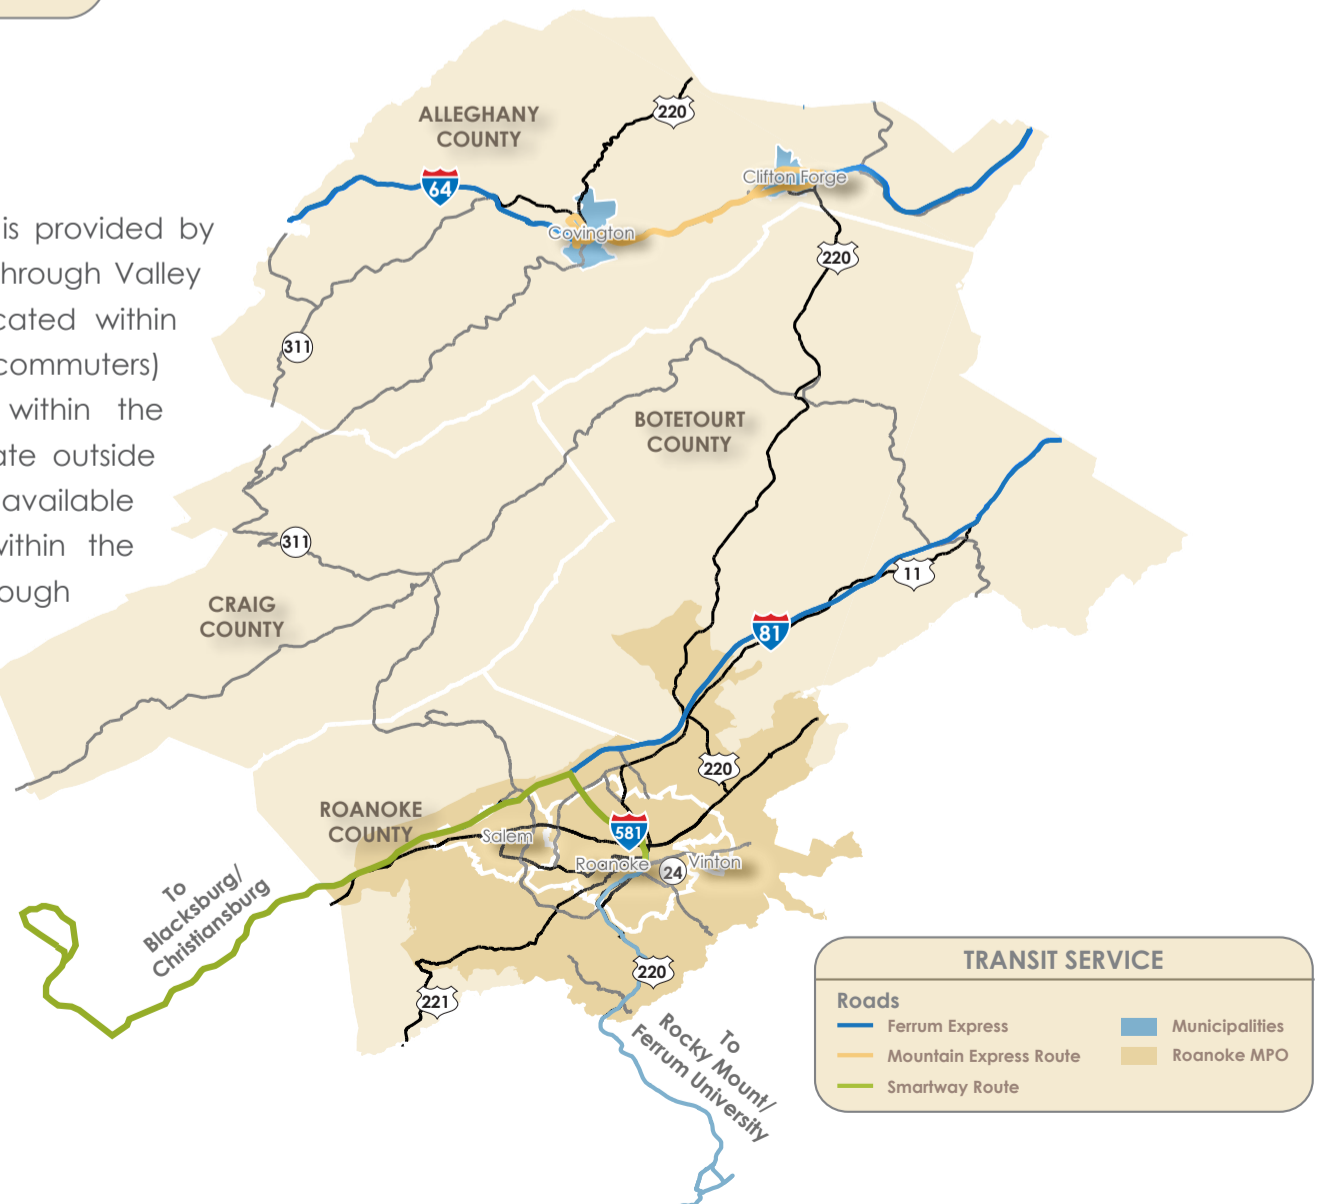 is provided by
hrough Valley
cated within
commuters)
within the
ate outside
available
within the
ough
ALLEGHANY
COUNTY
220
64
Clifton Forge
Covington
220
311
BOTETOURT
COUNTY
311
11
CRAIG
COUNTY
81
220
ROANOKE
COUNTY
Salem
581
Roanoke
24
Vinton
To
Blacksburg/
Christiansburg
220
221
To
Rocky Mount/
Ferrum University
TRANSIT SERVICE
Roads
Ferrum Express
Mountain Express Route
Smartway Route
Municipalities
Roanoke MPO